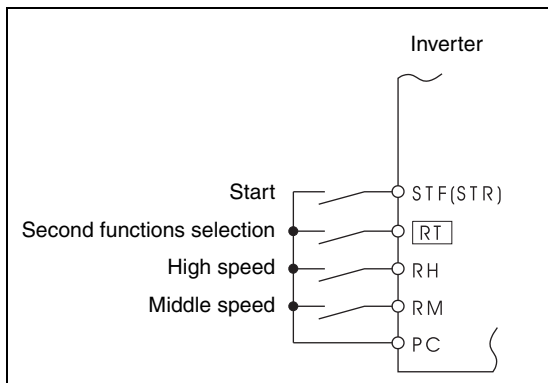 Inverter
Start STF(STR)
Second functions selection RT
High speed RH
Middle speed RM
PC